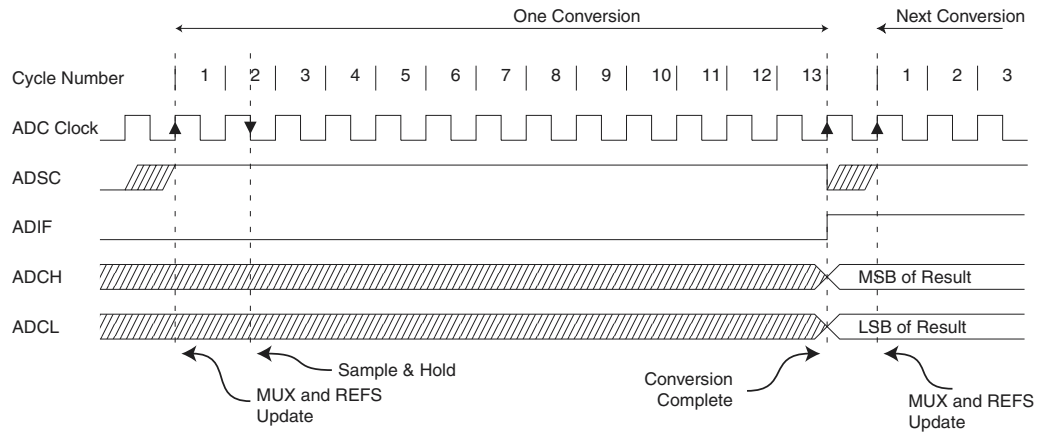 One Conversion
Next Conversion
Cycle Number
1 2 3 4 5 6 7 8 9 10 11 12 13 1 2 3
ADC Clock
ADSC
ADIF
ADCH
MSB of Result
ADCL
LSB of Result
Sample & Hold
MUX and REFS
Update
Conversion
Complete
MUX and REFS
Update